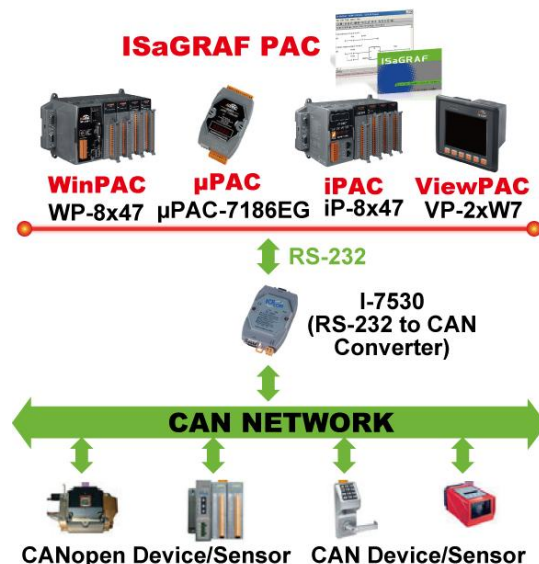 ISaGRAF PAC
ISaGRAF
WinPAC µPAC iPAC ViewPAC
WP-8x47 µPAC-7186EG iP-8x47 VP-2xW7
RS-232
I-7530
(RS-232 to CAN
Converter)
CAN NETWORK
CANopen Device/Sensor CAN Device/Sensor